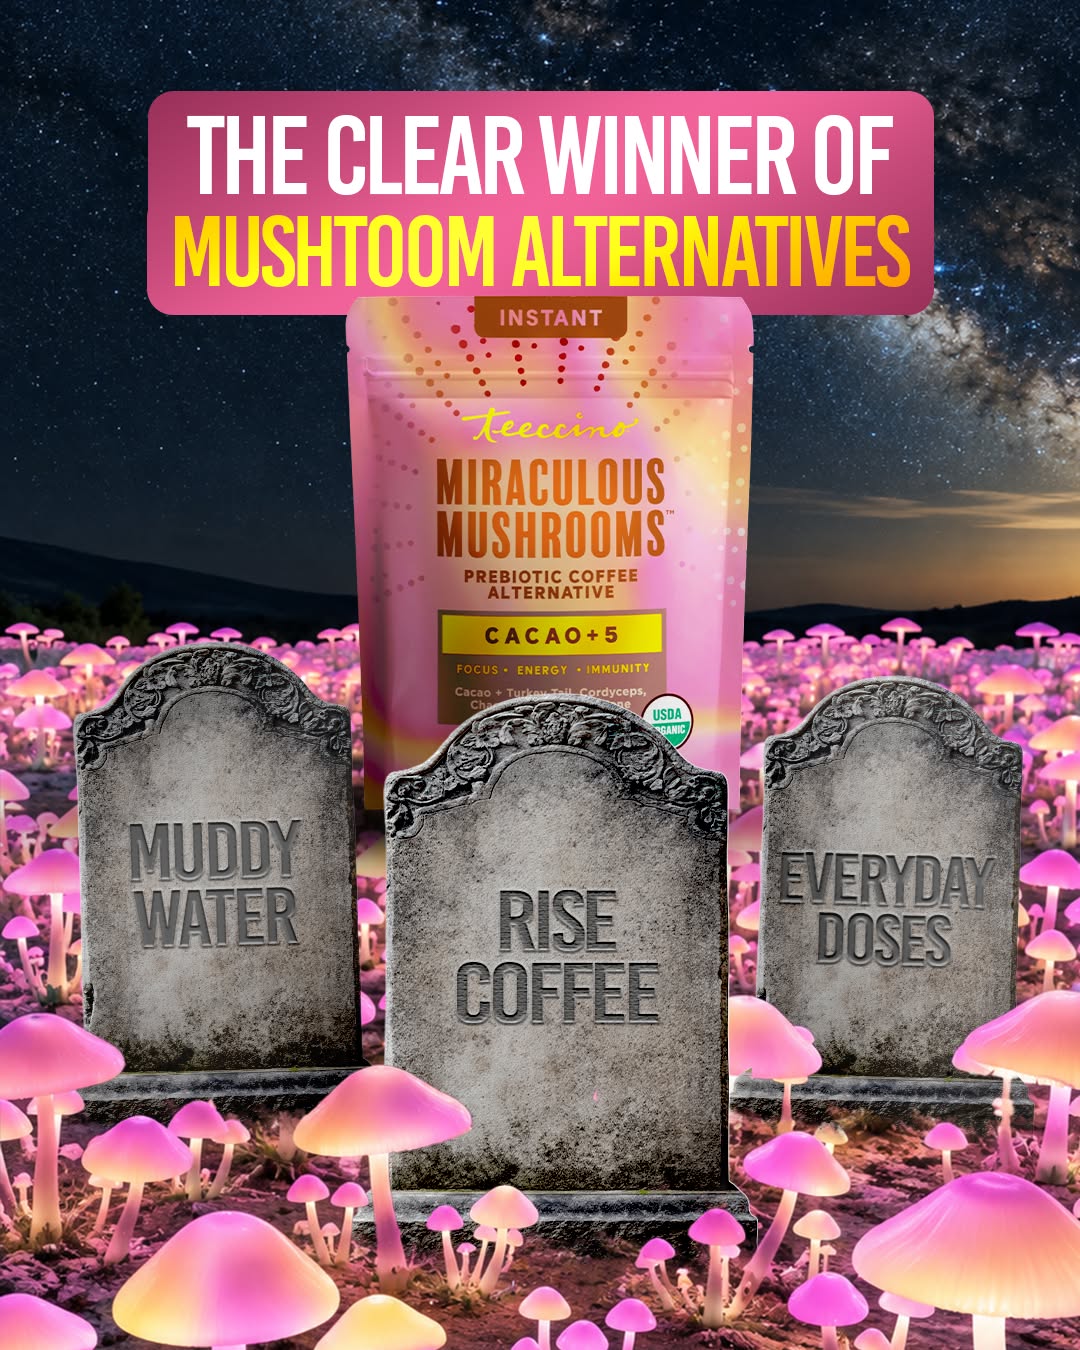 THE CLEAR WINNER OF
MUSHTOOM ALTERNATIVES
INSTANT
teeccino
MIRACULOUS
MUSHROOMS™
PREBIOTIC COFFEE
ALTERNATIVE
CACAO+5
FOCUS • ENERGY • IMMUNITY
Cacao + Turkey Tail, Cordyceps,
USDA
ORGANIC
MUDDY
WATER
RISE
COFFEE
EVERYDAY
DOSES